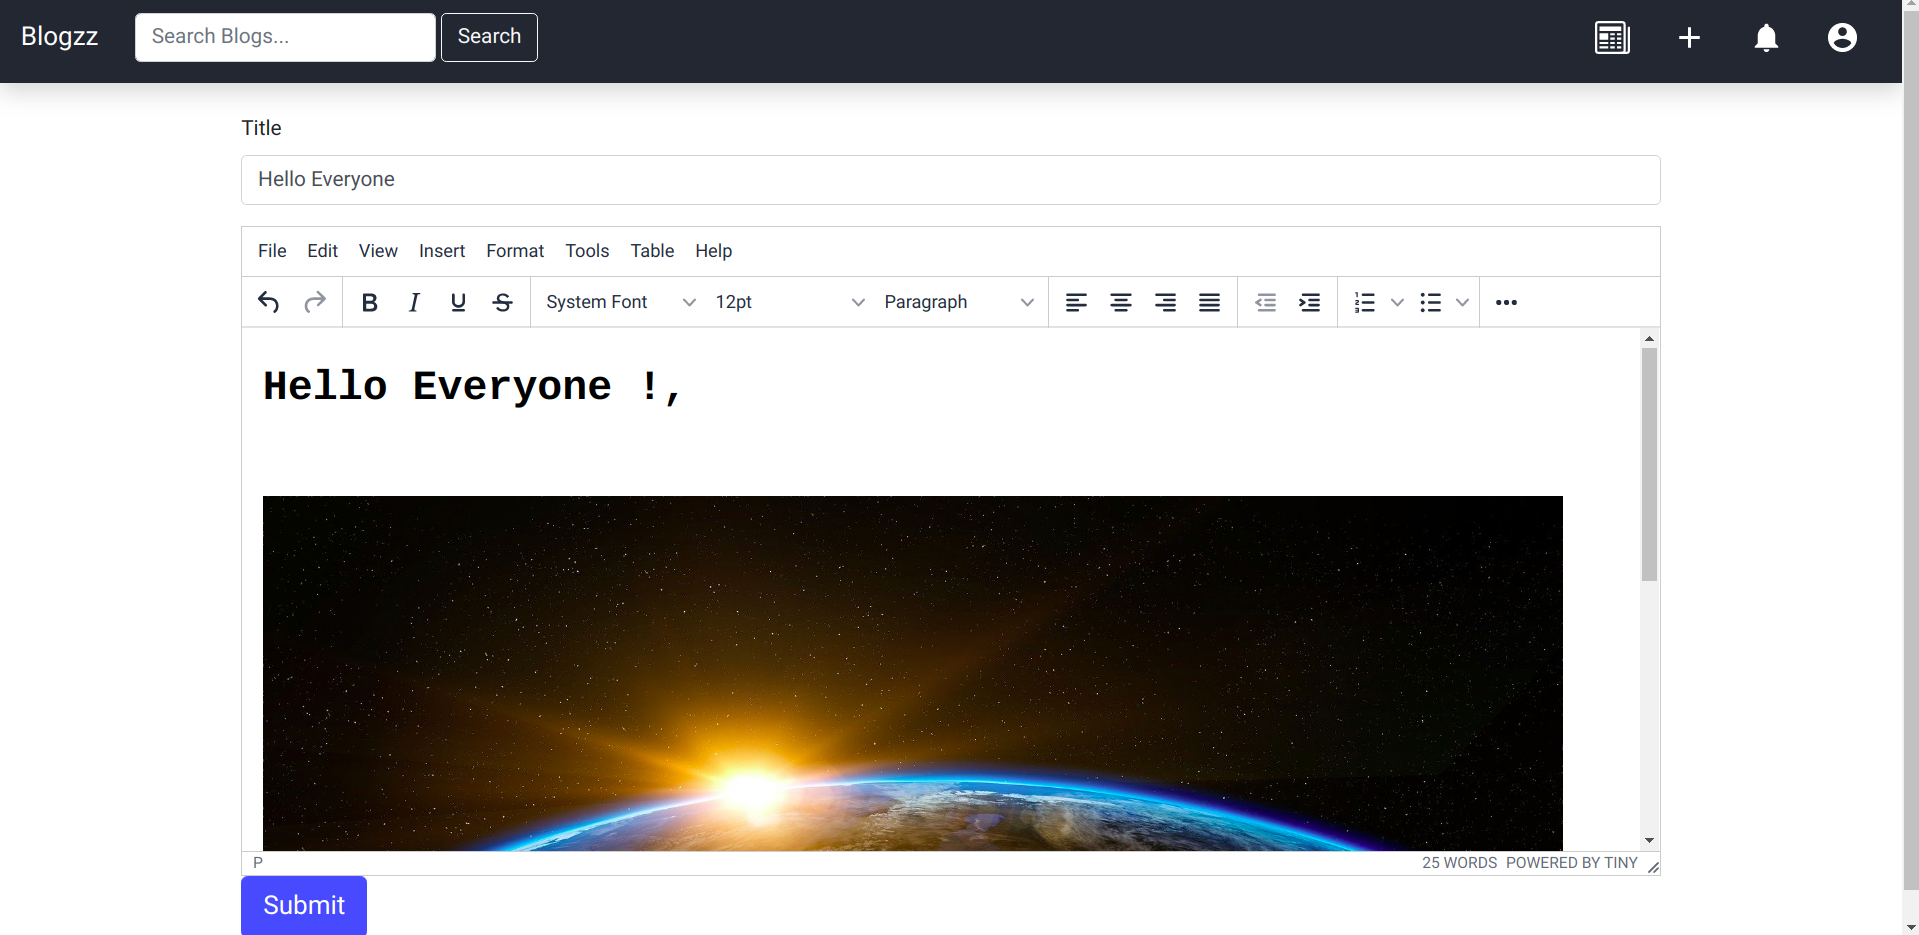 Blogzz Search Blogs... Search
Title
Hello Everyone
File Edit View Insert Format Tools Table Help
B I U S System Font 12pt Paragraph
Hello Everyone !,
P 25 WORDS POWERED BY TINY
Submit